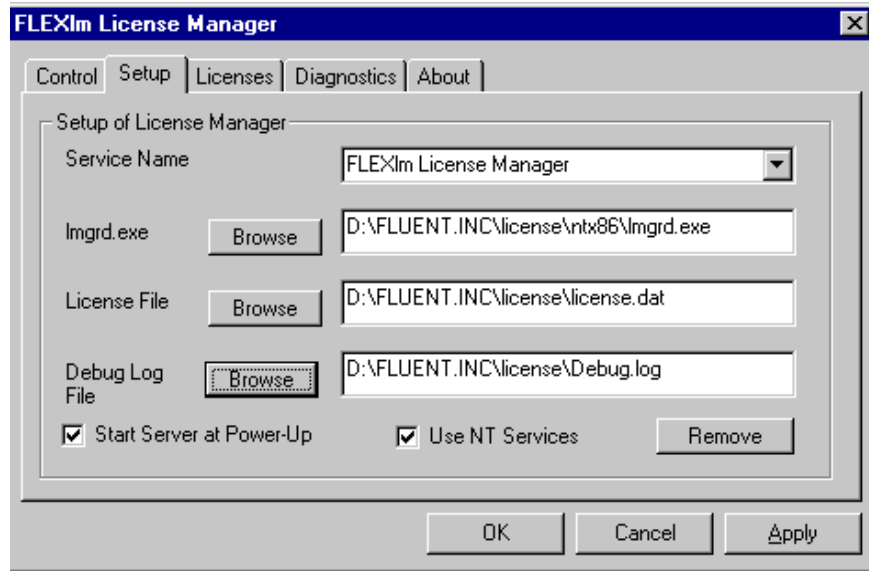 FLEXlm License Manager
Control Setup Licenses Diagnostics About
Setup of License Manager
Service Name FLEXlm License Manager
lmgrd.exe Browse D:\FLUENT.INC\license\ntx86\lmgrd.exe
License File Browse D:\FLUENT.INC\license\license.dat
Debug Log File Browse D:\FLUENT.INC\license\Debug.log
Start Server at Power-Up Use NT Services Remove
OK Cancel Apply